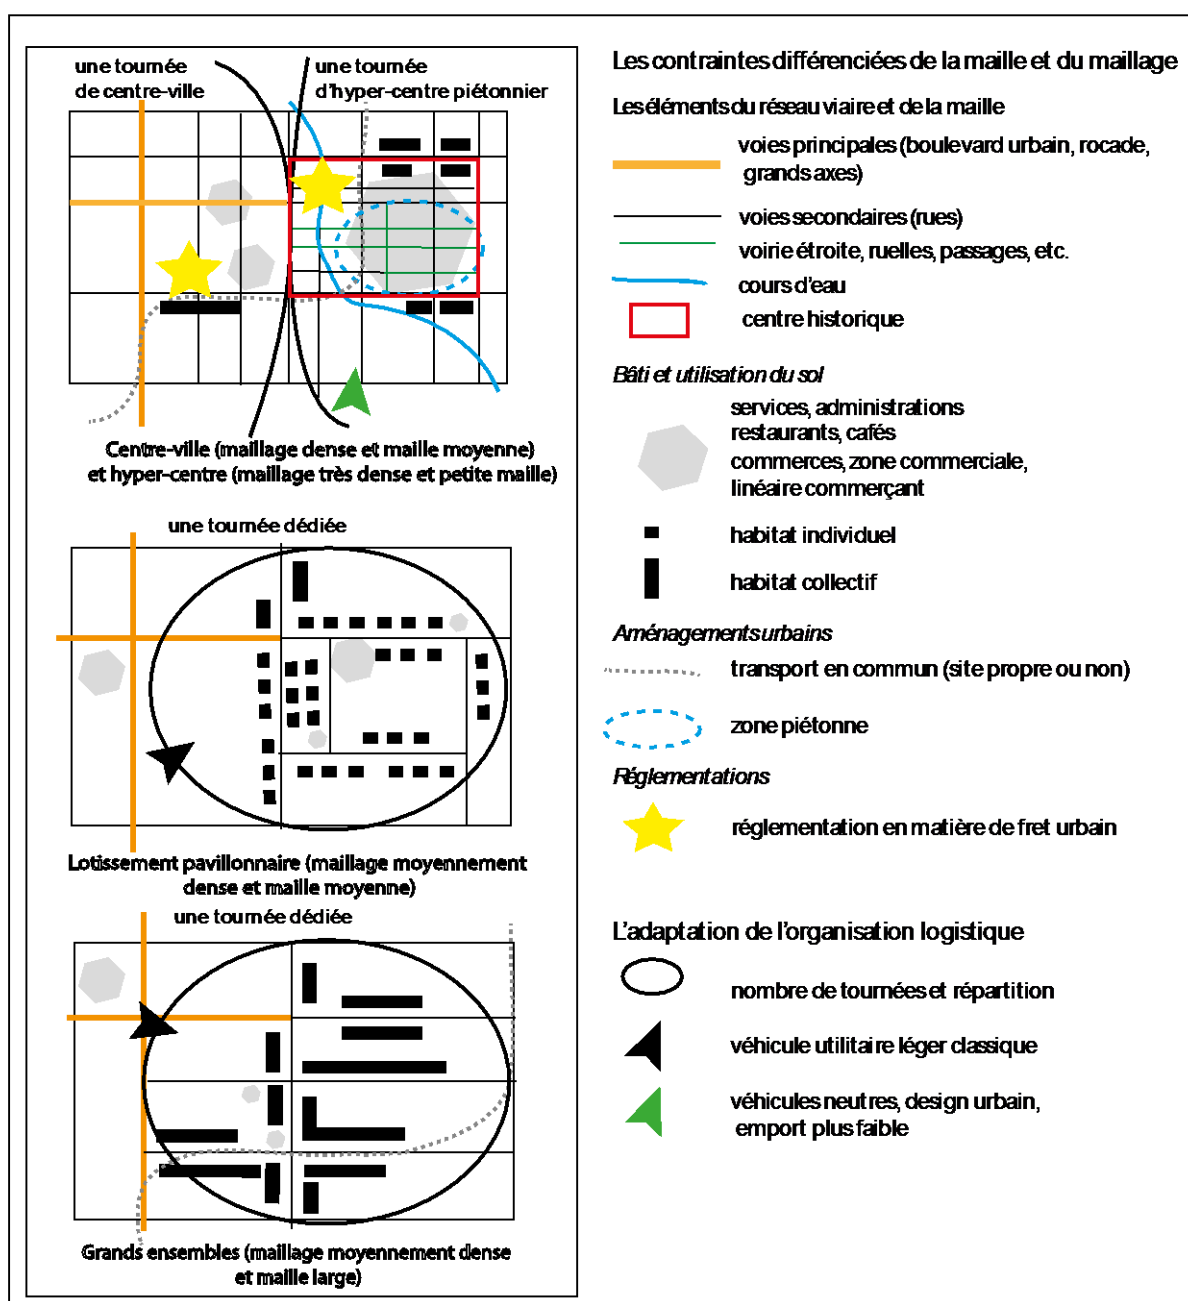 une tournée
de centre-ville
une tournée
d'hyper-centre piétonnier
Centre-ville (maillage dense et maille moyenne)
et hyper-centre (maillage très dense et petite maille)
une tournée dédiée
Lotissement pavillonnaire (maillage moyennement
dense et maille moyenne)
une tournée dédiée
Grands ensembles (maillage moyennement dense
et maille large)
Les contraintes différenciées de la maille et du maillage
Les éléments du réseau viaire et de la maille
voies principales (boulevard urbain, rocade,
grands axes)
voies secondaires (rues)
voirie étroite, ruelles, passages, etc.
cours d'eau
centre historique
Bâti et utilisation du sol
services, administrations
restaurants, cafés
commerces, zone commerciale,
linéaire commerçant
habitat individuel
habitat collectif
Aménagements urbains
transport en commun (site propre ou non)
zone piétonne
Réglementations
réglementation en matière de fret urbain
L'adaptation de l'organisation logistique
nombre de tournées et répartition
véhicule utilitaire léger classique
véhicules neutres, design urbain,
emport plus faible